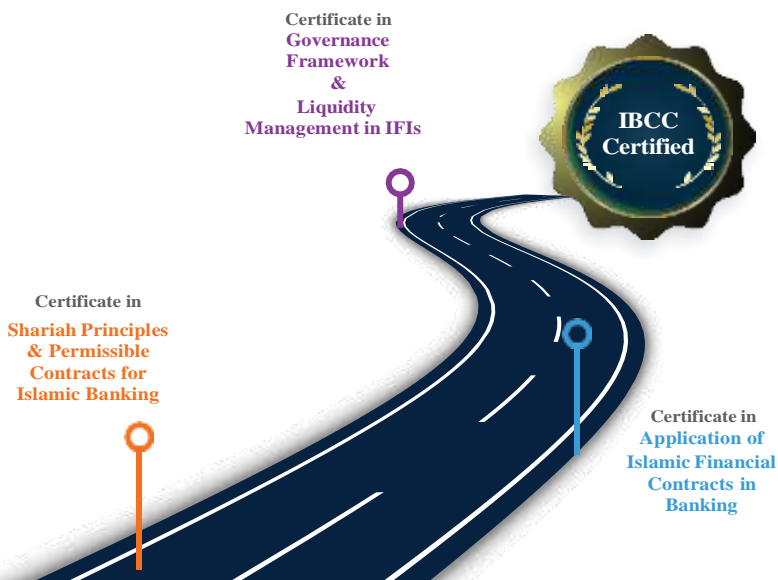 Certificate in
Governance
Framework
&
Liquidity
Management in IFIs
IBCC
Certified
Certificate in
Shariah Principles
& Permissible
Contracts for
Islamic Banking
Certificate in
Application of
Islamic Financial
Contracts in
Banking